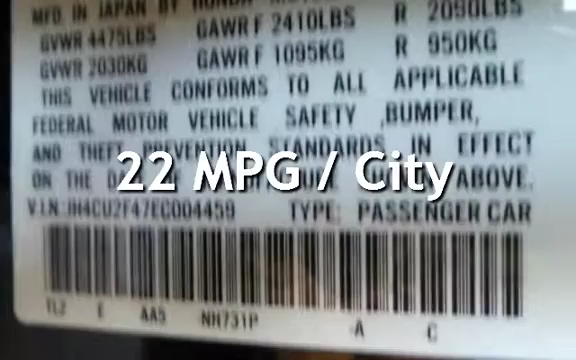 MFD. IN JAPAN BY HONDA
GVWR 4475LBS GAWR F 2410LBS R 2090LBS
GVWR 2030KG GAWR F 1095KG R 950KG
THIS VEHICLE CONFORMS TO ALL APPLICABLE
FEDERAL MOTOR VEHICLE SAFETY ,BUMPER,
AND THEFT PREVENTION STANDARDS IN EFFECT
22 MPG / City
ON THE ABOVE.
V.I.N: JH4CU2F47EC004459 TYPE: PASSENGER CAR
TL2 E AA5 NH731P -A C